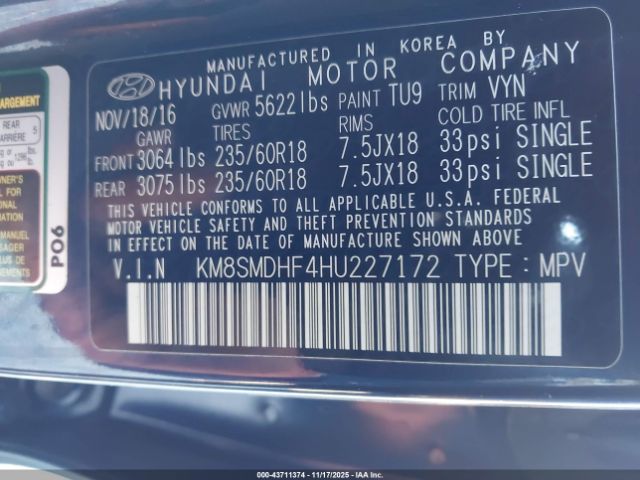 MANUFACTURED IN KOREA BY
HYUNDAI MOTOR COMPANY
NOV/18/16 GVWR 5622lbs PAINT TU9 TRIM VYN
GAWR TIRES RIMS COLD TIRE INFL
FRONT 3064lbs 235/60R18 7.5JX18 33psi SINGLE
REAR 3075lbs 235/60R18 7.5JX18 33psi SINGLE
THIS VEHICLE CONFORMS TO ALL APPLICABLE U.S.A. FEDERAL
MOTOR VEHICLE SAFETY AND THEFT PREVENTION STANDARDS
IN EFFECT ON THE DATE OF MANUFACTURE SHOWN ABOVE.
V.I.N KM8SMDHF4HU227172 TYPE : MPV
REAR 5
PO6
000-43711374 - 11/17/2025 - IAA Inc.